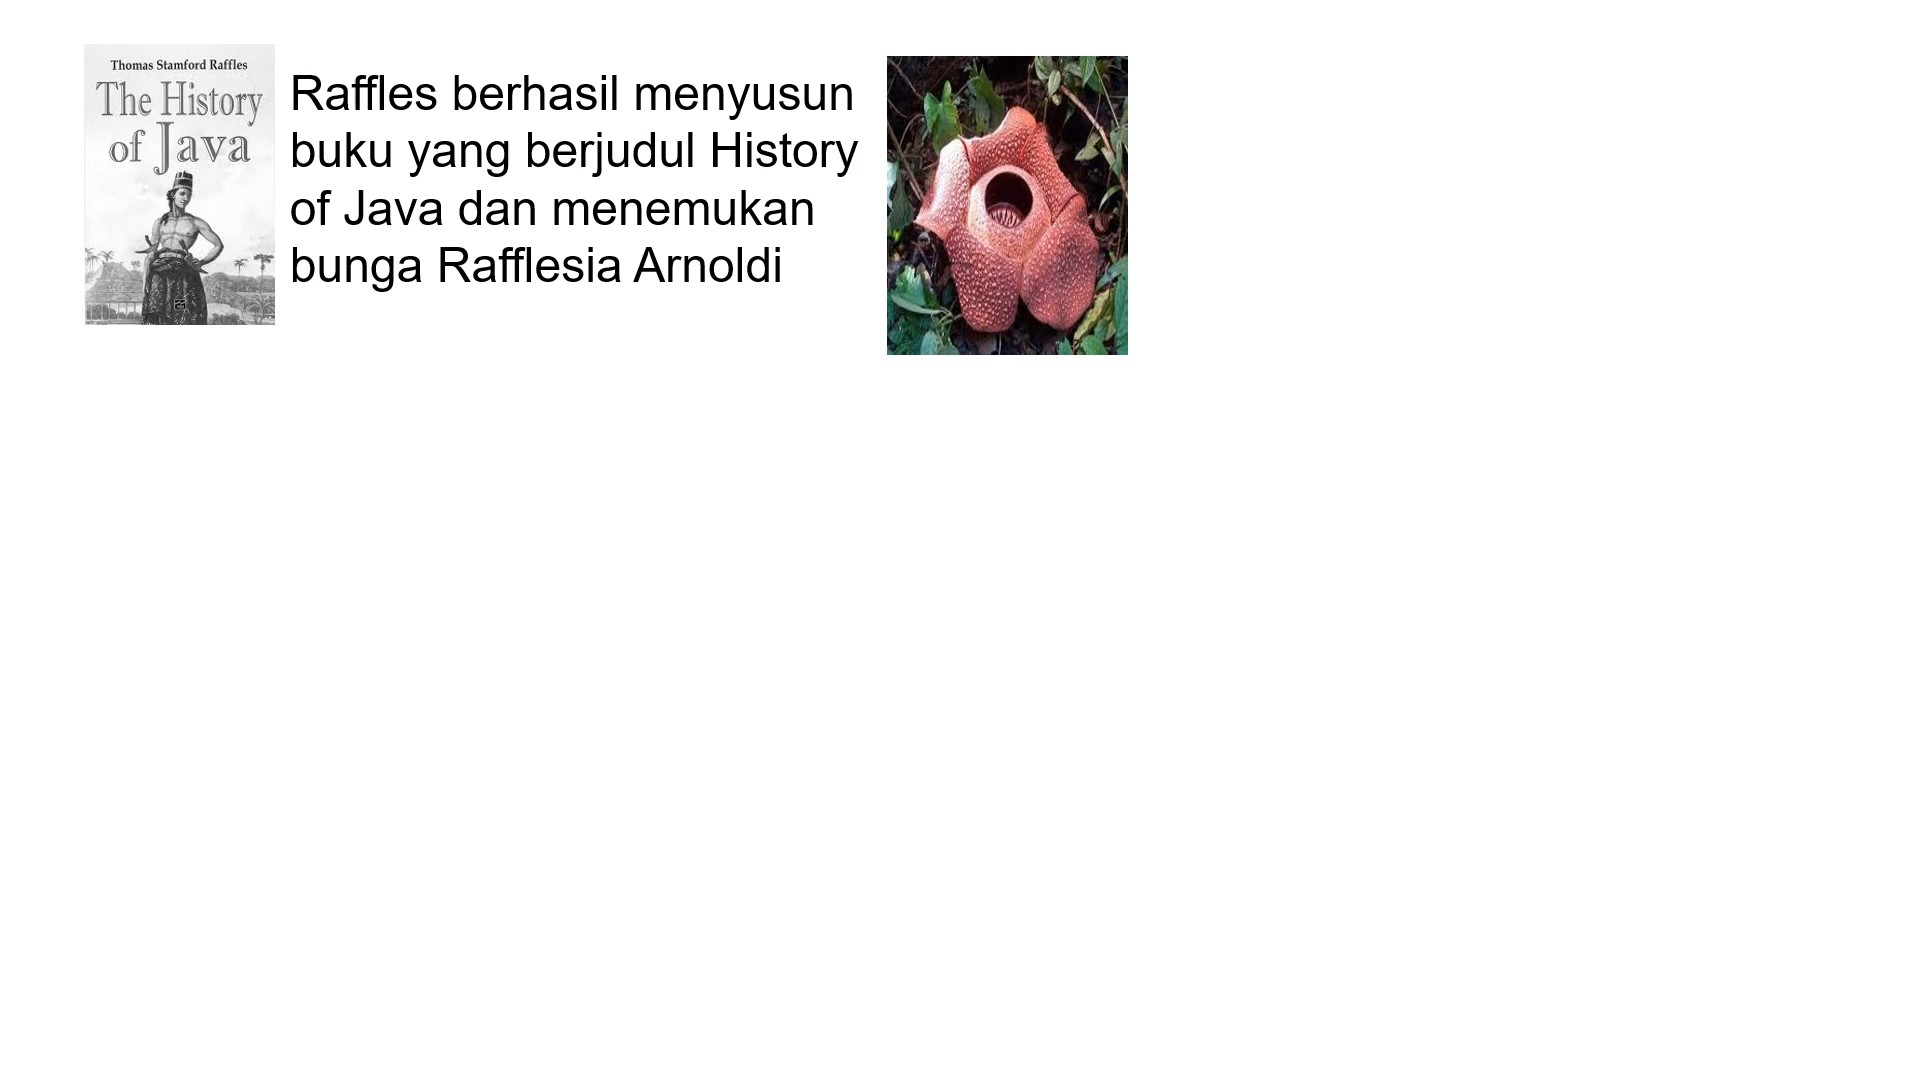 Thomas Stamford Raffles
The History
of Java
Raffles berhasil menyusun
buku yang berjudul History
of Java dan menemukan
bunga Rafflesia Arnoldi